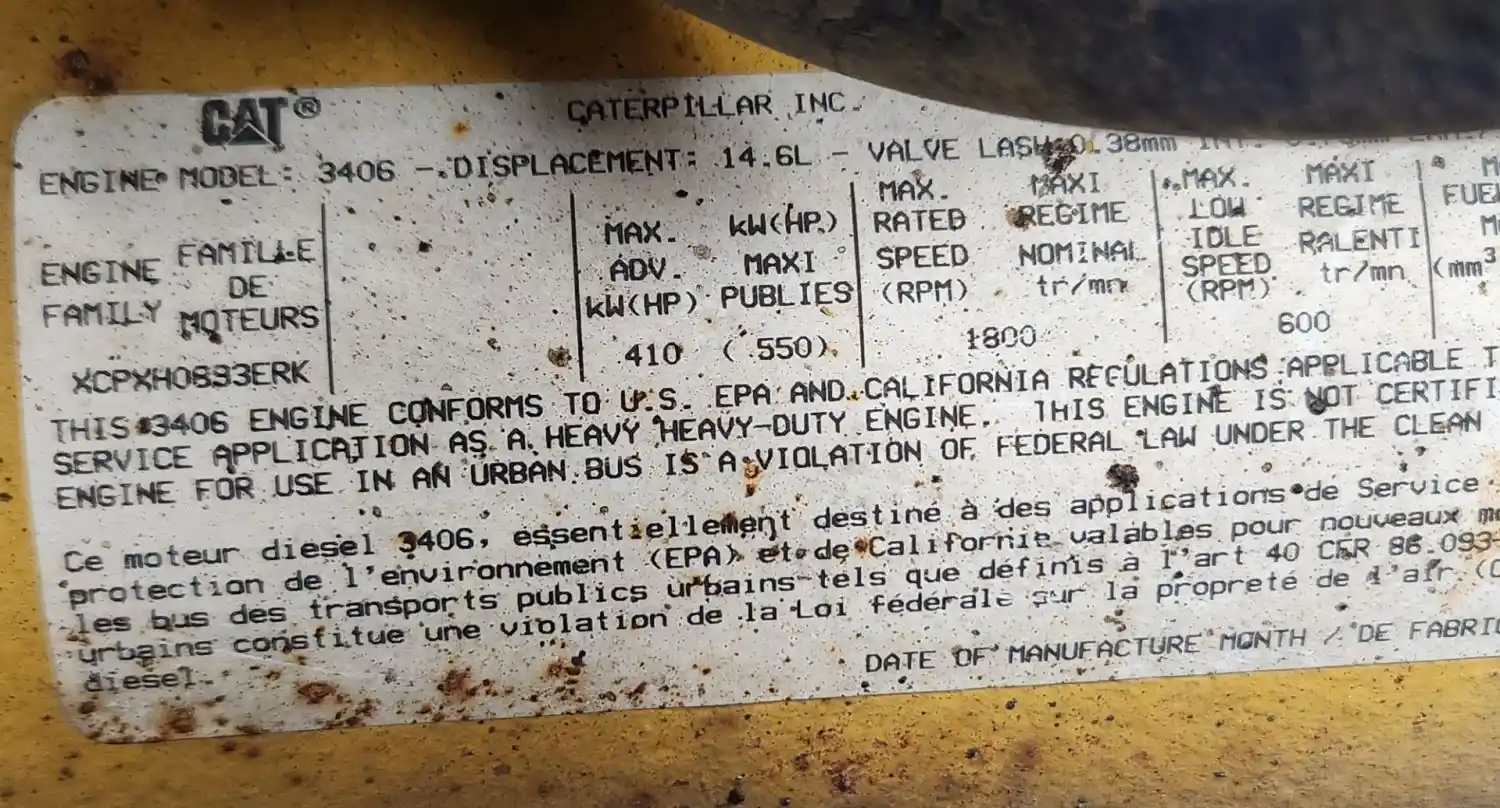 CAT® CATERPILLAR INC.
ENGINE MODEL: 3406 - DISPLACEMENT: 14.6L - VALVE LASH 0.38mm INT.
ENGINE FAMILY
FAMILLE DE MOTEURS
MAX. ADV. kW(HP)
kW(HP) MAXI PUBLIES
MAX. RATED SPEED (RPM)
MAXI REGIME NOMINAL tr/mn
MAX. LOW IDLE SPEED (RPM)
MAXI REGIME RALENTI tr/mn
(mm³
XCPXH0893ERK 410 (550) 1800 600
THIS 3406 ENGINE CONFORMS TO U.S. EPA AND CALIFORNIA REGULATIONS APPLICABLE
SERVICE APPLICATION AS A HEAVY HEAVY-DUTY ENGINE. THIS ENGINE IS NOT CERTIFI
ENGINE FOR USE IN AN URBAN BUS IS A VIOLATION OF FEDERAL LAW UNDER THE CLEAN
Ce moteur diesel 3406, essentiellement destiné à des applications de Service
protection de l'environnement (EPA) et de Californie valables pour nouveaux
les bus des transports publics urbains tels que définis à l'art 40 CFR 86.093-
urbains constitue une violation de la Loi fédérale sur la propreté de l'air (
diesel.
DATE OF MANUFACTURE MONTH / DE FABRIC